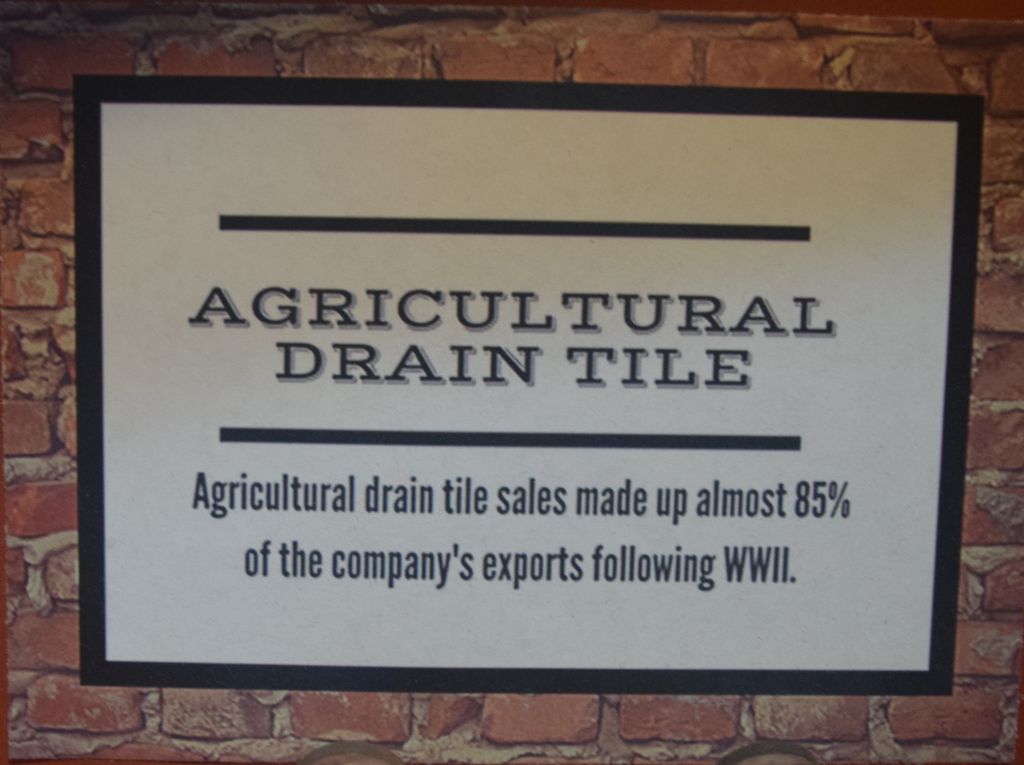 AGRICULTURAL
DRAIN TILE
Agricultural drain tile sales made up almost 85%
of the company's exports following WWII.